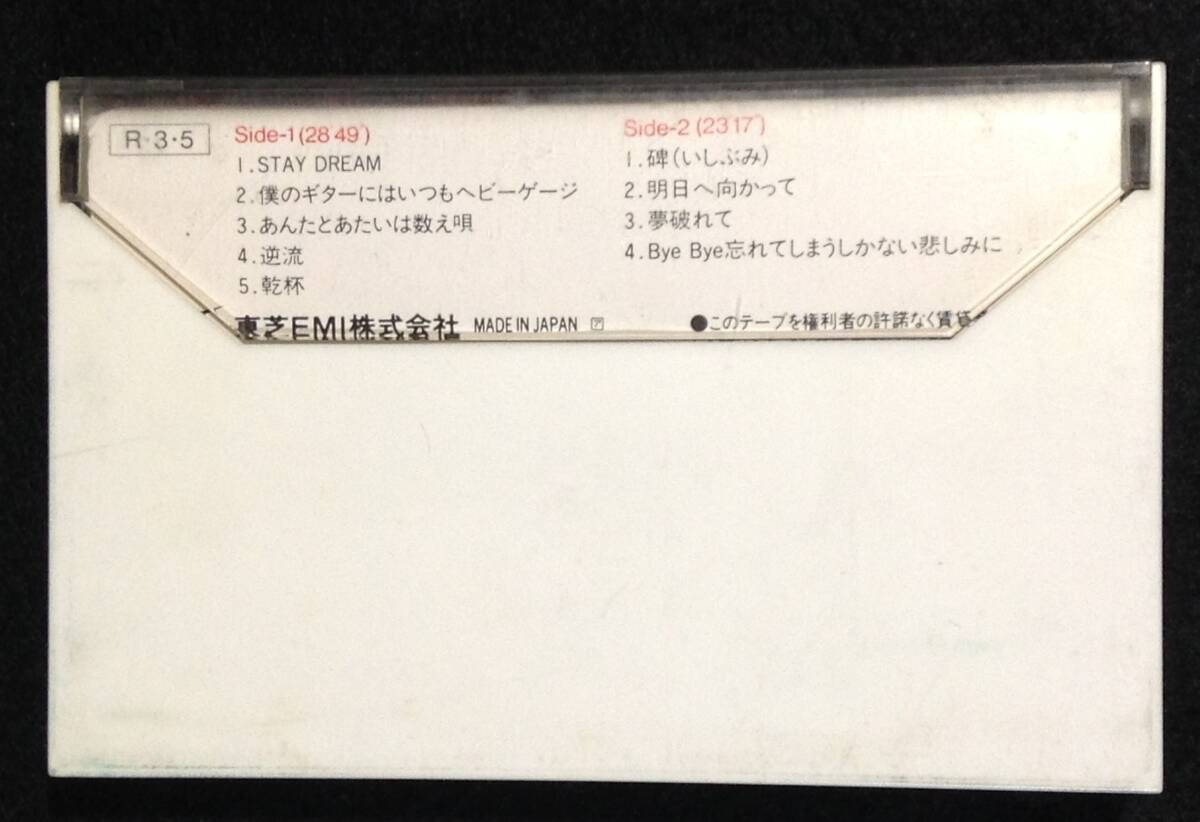 R・3・5
Side-1 (28'49")
1.STAY DREAM
2.僕のギターにはいつもヘビーゲージ
3.あんたとあたいは数え唄
4.逆流
5.乾杯
Side-2 (23'17")
1.碑(いしぶみ)
2.明日へ向かって
3.夢破れて
4.Bye Bye忘れてしまうしかない悲しみに
東芝EMI株式会社 MADE IN JAPAN ア
●このテープを権利者の許諾なく賃貸